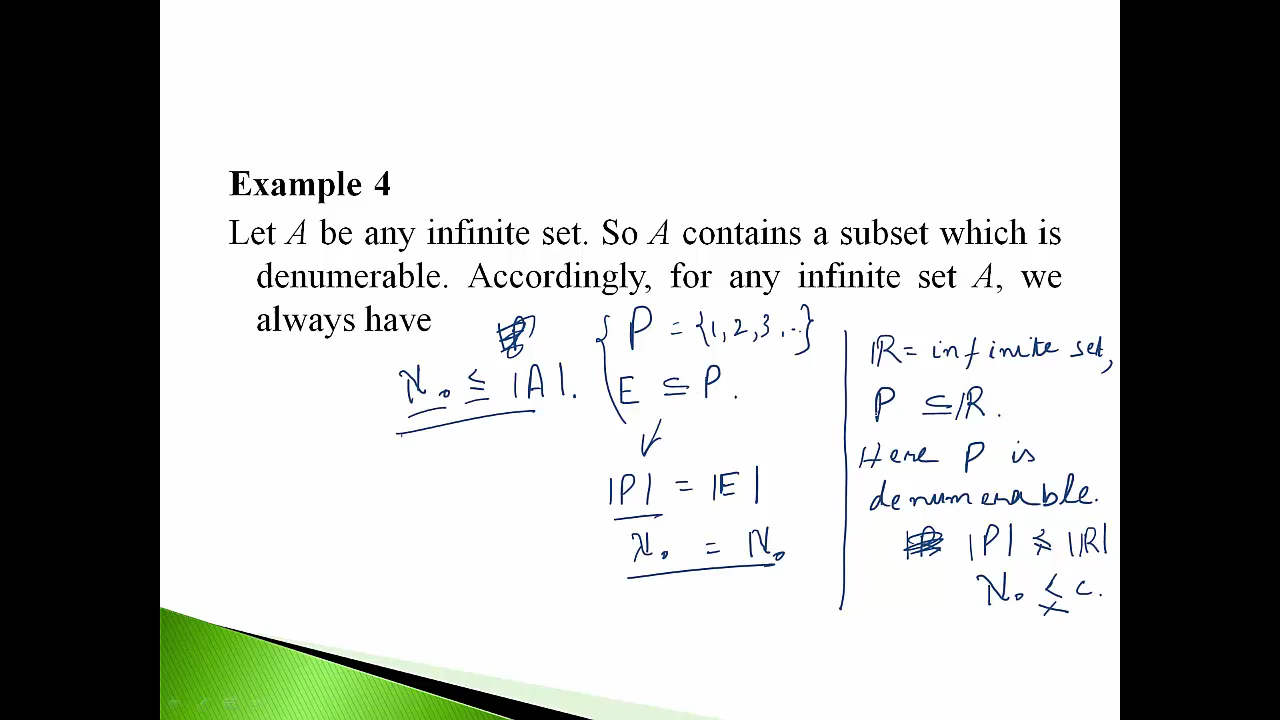 Example 4
Let A be any infinite set. So A contains a subset which is
denumerable. Accordingly, for any infinite set A, we
always have
ℵ₀ ≤ |A|.
P = {1, 2, 3, ...}
E ⊆ P.
|P| = |E|
ℵ₀ = ℵ₀
ℝ = infinite set,
P ⊆ ℝ.
Here P is
denumerable.
|P| ≨ |ℝ|
ℵ₀ ≨ c.